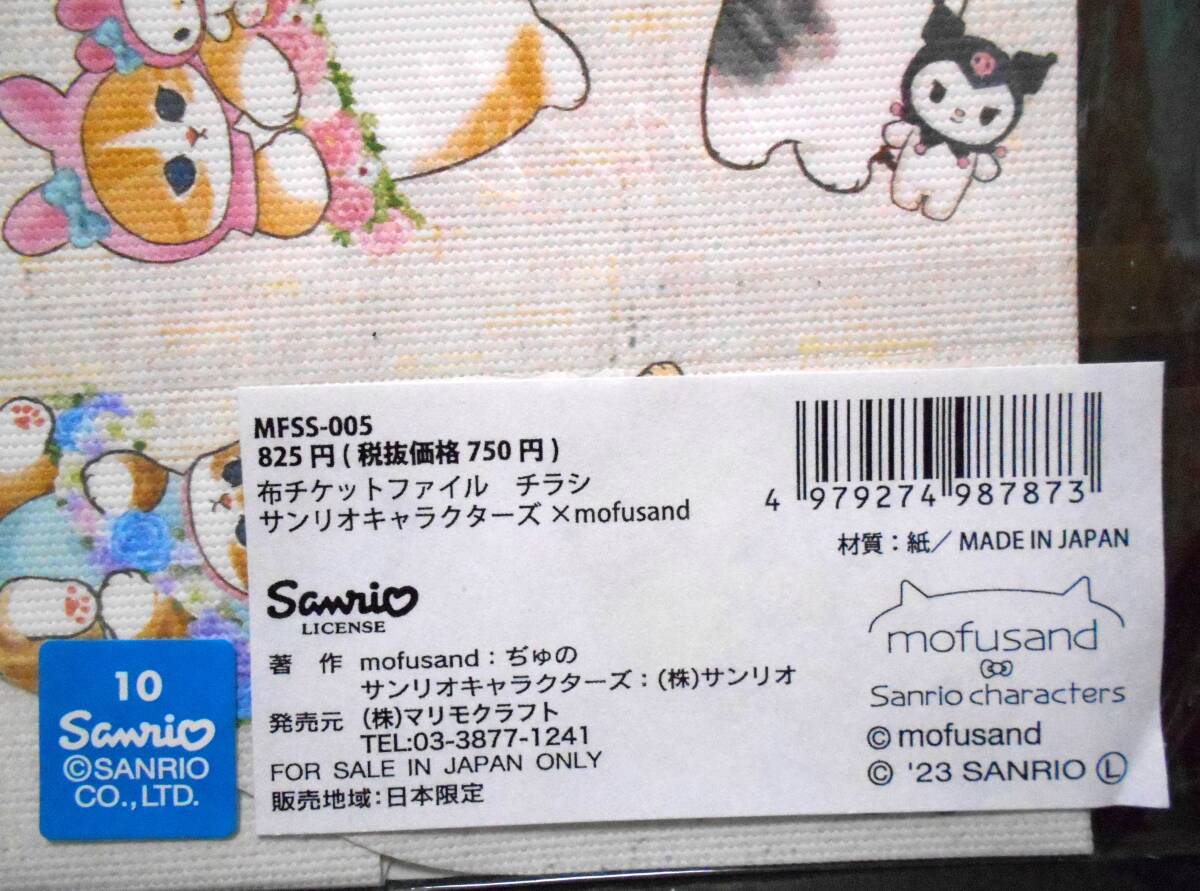 MFSS-005
825円(税抜価格750円)
布チケットファイル　チラシ
サンリオキャラクターズ×mofusand
4 979274 987873
材質：紙／MADE IN JAPAN
Sanrio
LICENSE
著　作　mofusand：ぢゅの
サンリオキャラクターズ：(株)サンリオ
発売元　(株)マリモクラフト
TEL:03-3877-1241
FOR SALE IN JAPAN ONLY
販売地域：日本限定
mofusand
Sanrio characters
© mofusand
© '23 SANRIO Ⓛ
10
Sanrio
©SANRIO
CO.,LTD.